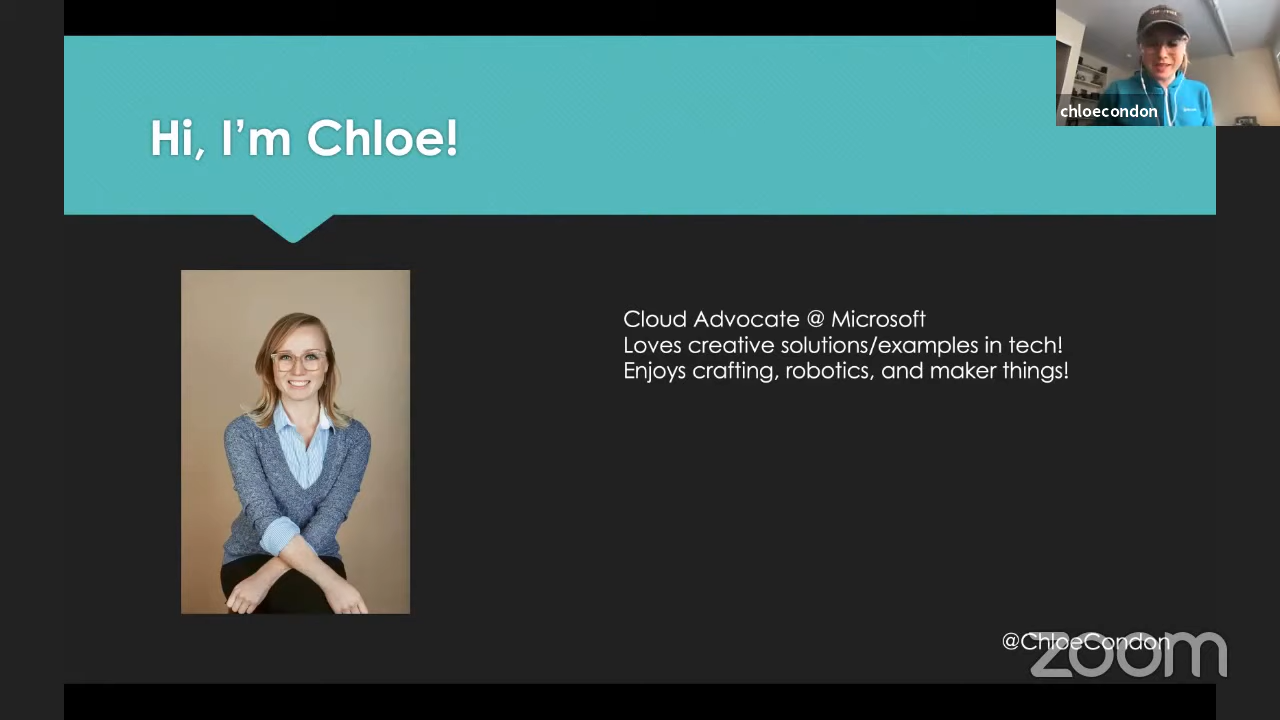 Hi, I’m Chloe!
chloecondon
Cloud Advocate @ Microsoft
Loves creative solutions/examples in tech!
Enjoys crafting, robotics, and maker things!
@ChloeCondon
zoom